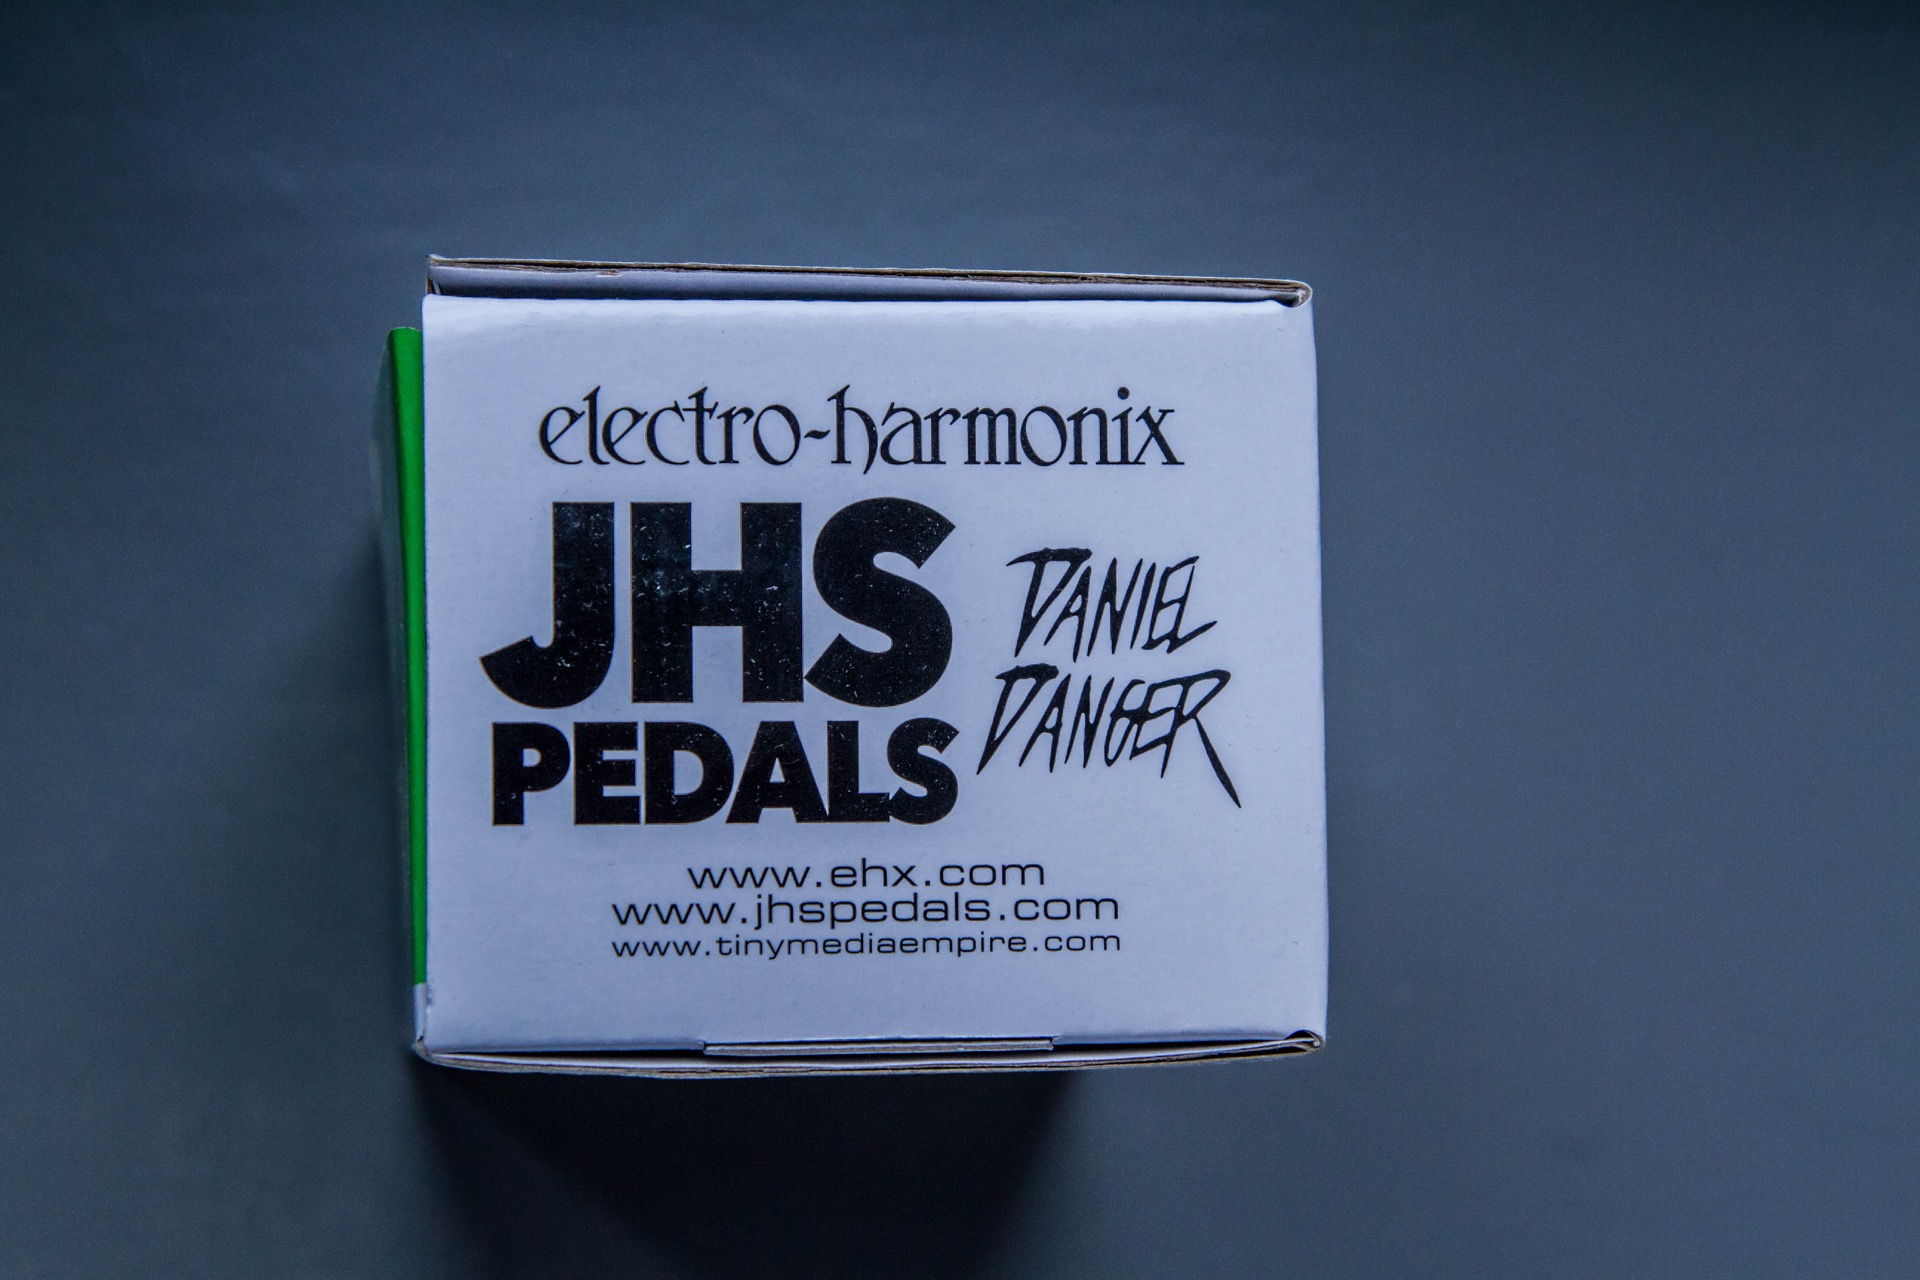 electro-harmonix
JHS
PEDALS
DANIEL
DANGER
www.ehx.com
www.jhspedals.com
www.tinymediaempire.com